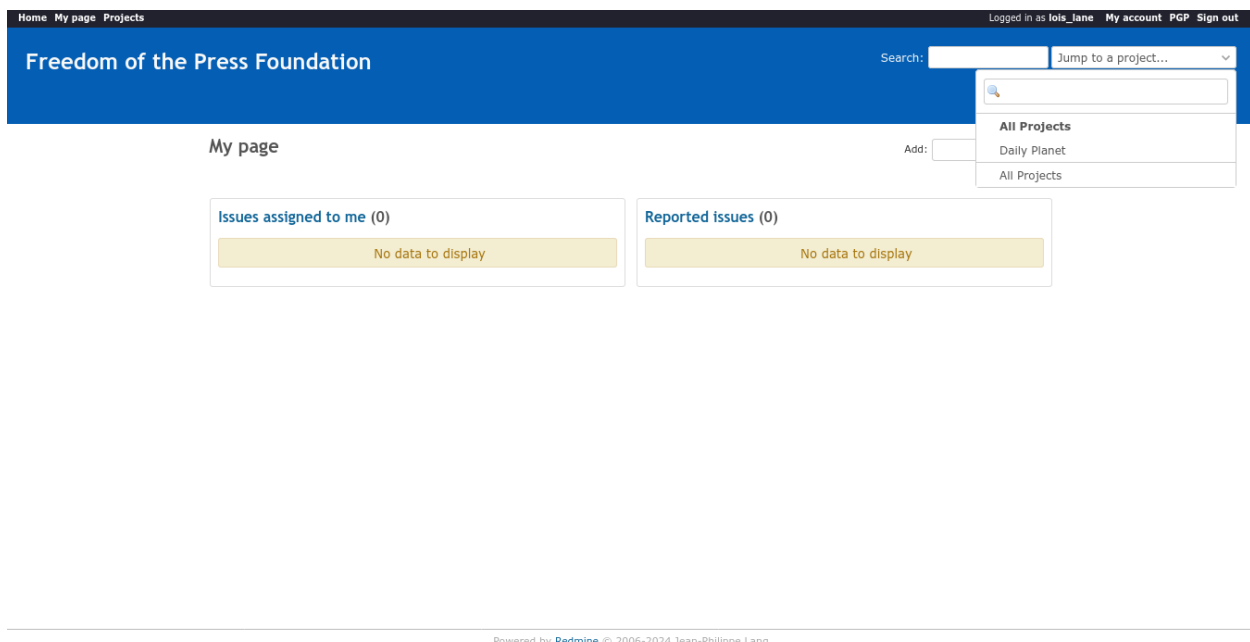 Home My page Projects
Logged in as lois_lane My account PGP Sign out
Freedom of the Press Foundation
Search:
Jump to a project...
All Projects
Daily Planet
All Projects
My page
Add:
Issues assigned to me (0)
No data to display
Reported issues (0)
No data to display
Powered by Redmine © 2006-2024 Jean-Philippe Lang